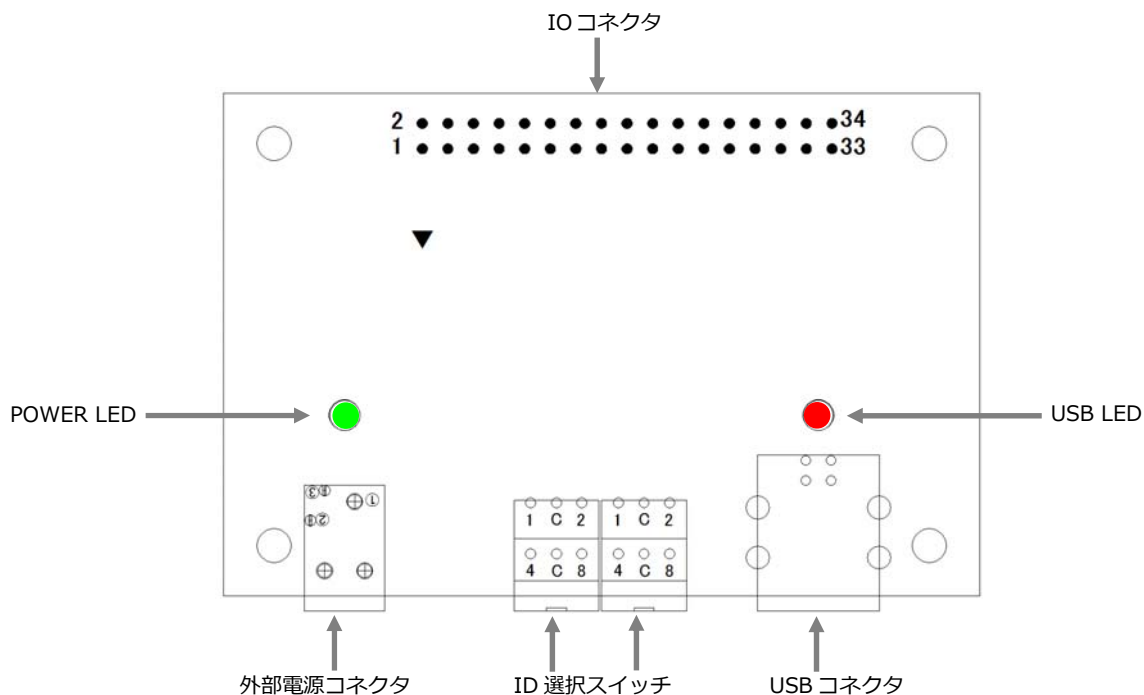 IO コネクタ
2 34
1 33
POWER LED
USB LED
③ ①
②
1 C 2 1 C 2
4 C 8 4 C 8
外部電源コネクタ
ID 選択スイッチ
USB コネクタ